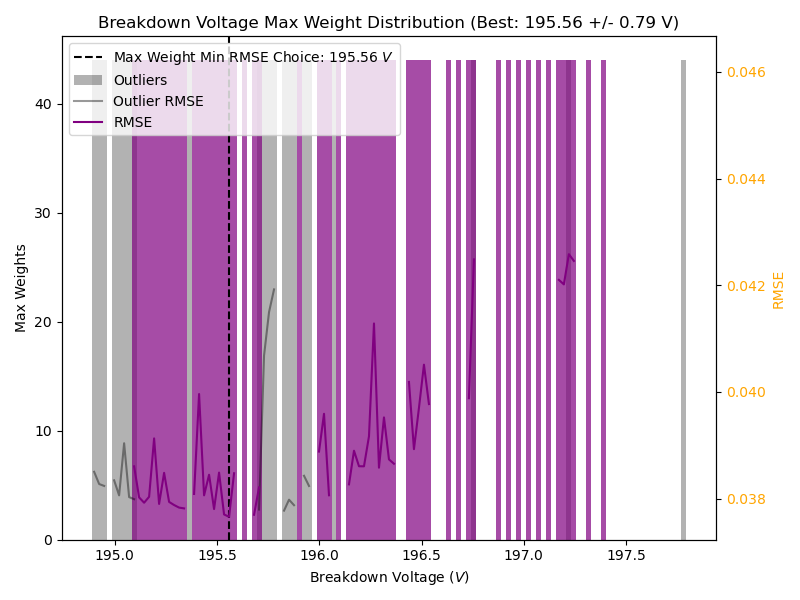 Breakdown Voltage Max Weight Distribution (Best: 195.56 +/- 0.79 V)
Max Weight Min RMSE Choice: 195.56 V
Outliers
Outlier RMSE
RMSE
Max Weights
40
30
20
10
0
0.046
0.044
0.042
0.040
0.038
RMSE
195.0 195.5 196.0 196.5 197.0 197.5
Breakdown Voltage (V)